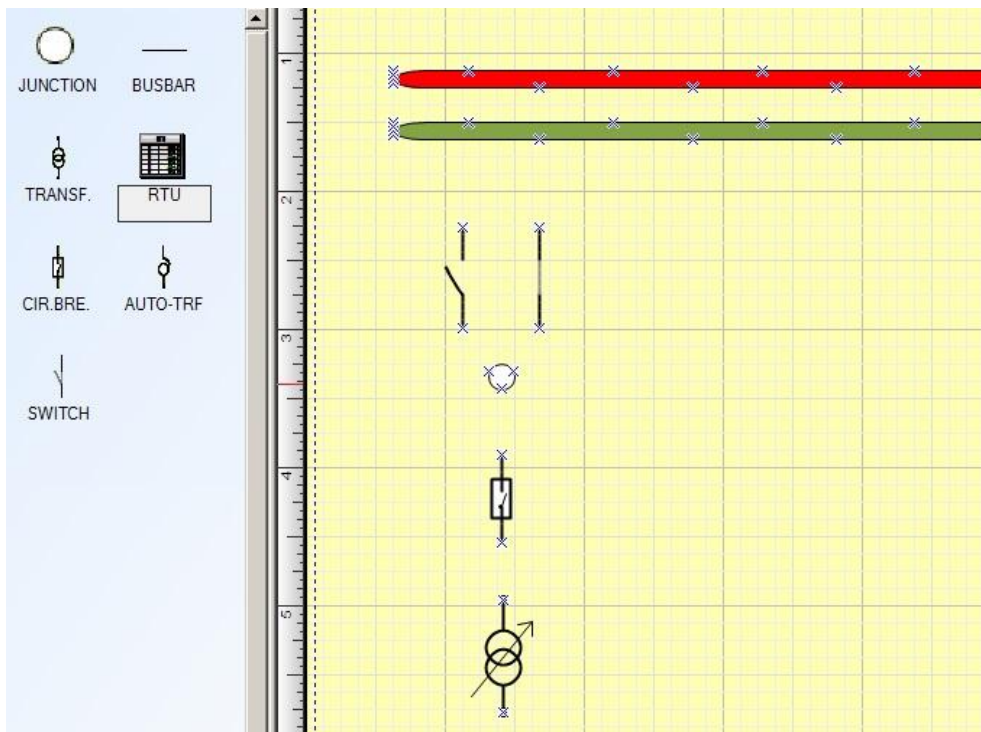 JUNCTION BUSBAR
TRANSF. RTU
CIR.BRE. AUTO-TRF
SWITCH
1
2
3
4
5